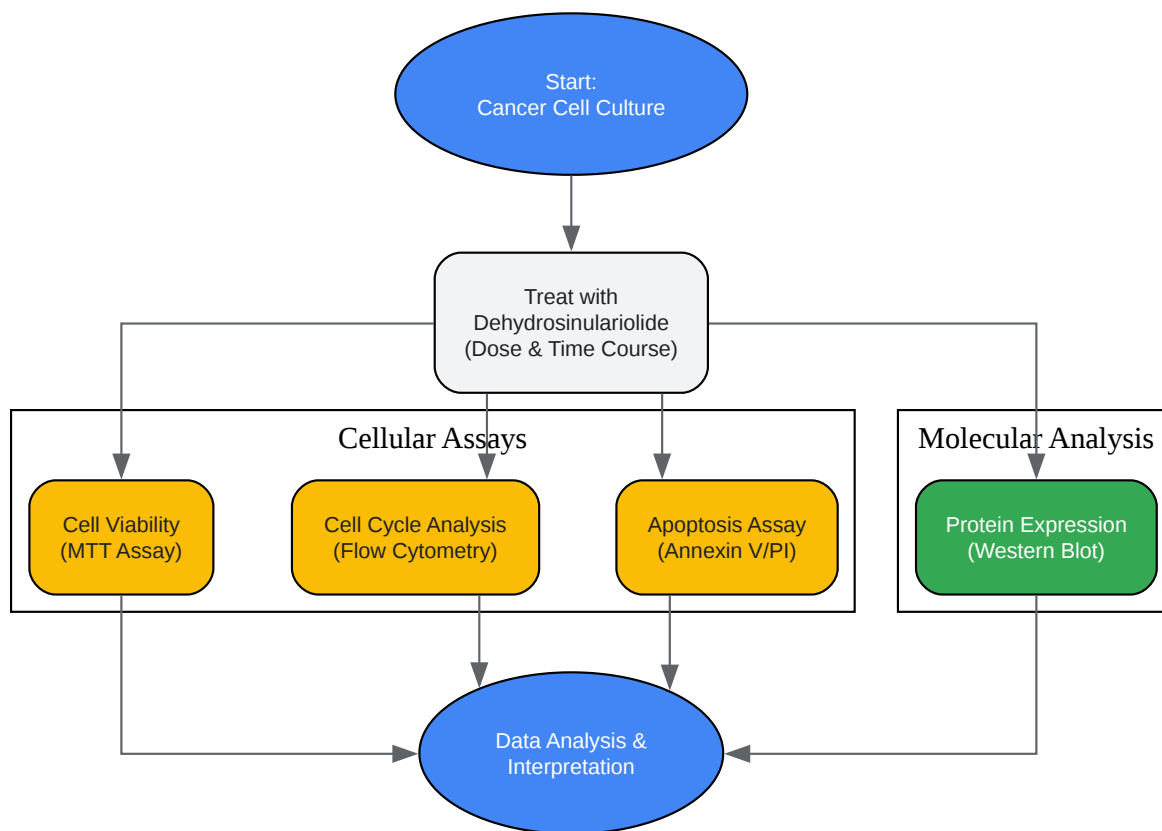 Start:
Cancer Cell Culture
Treat with
Dehydrosinulariolide
(Dose & Time Course)
Cellular Assays
Molecular Analysis
Cell Viability
(MTT Assay)
Cell Cycle Analysis
(Flow Cytometry)
Apoptosis Assay
(Annexin V/PI)
Protein Expression
(Western Blot)
Data Analysis &
Interpretation